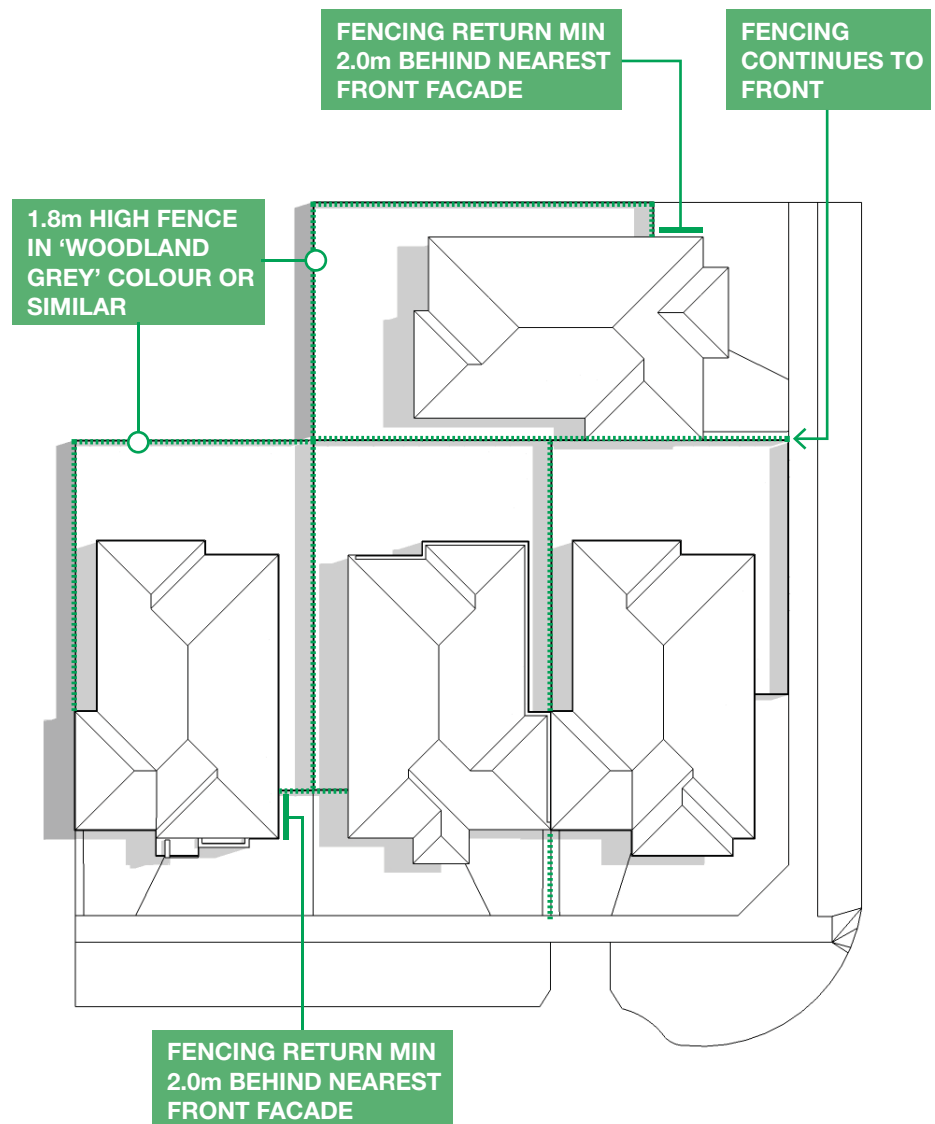 FENCING RETURN MIN
2.0m BEHIND NEAREST
FRONT FACADE
FENCING
CONTINUES TO
FRONT
1.8m HIGH FENCE
IN ‘WOODLAND
GREY’ COLOUR OR
SIMILAR
FENCING RETURN MIN
2.0m BEHIND NEAREST
FRONT FACADE